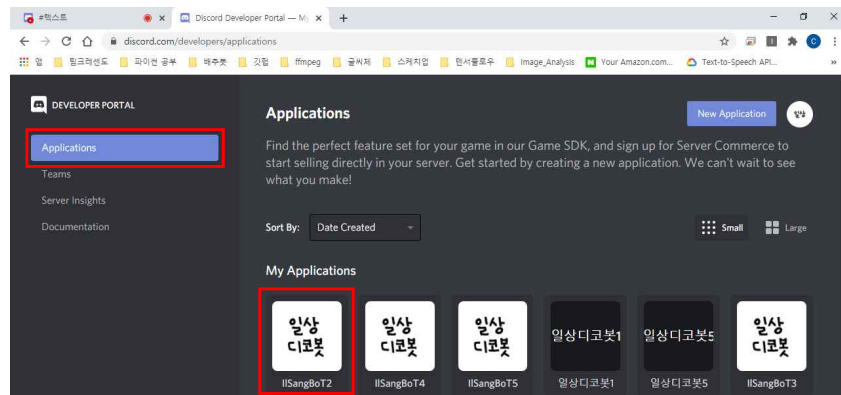 #텍스트
Discord Developer Portal — My
discord.com/developers/applications
앱 핑크레센도 파이썬 공부 배주봇 깃헙 ffmpeg 글씨체 스케치업 텐서플로우 Image_Analysis Your Amazon.com... Text-to-Speech API... »
DEVELOPER PORTAL
Applications
Teams
Server Insights
Documentation
Applications
New Application
일상
Find the perfect feature set for your game in our Game SDK, and sign up for Server Commerce to
start selling directly in your server. Get started by creating a new application. We can't wait to see
what you make!
Sort By: Date Created
Small Large
My Applications
일상
디코봇
IlSangBoT2
일상
디코봇
IlSangBoT4
일상
디코봇
IlSangBoT5
일상디코봇1
일상디코봇1
일상디코봇5
일상디코봇5
일상
디코봇
IlSangBoT3